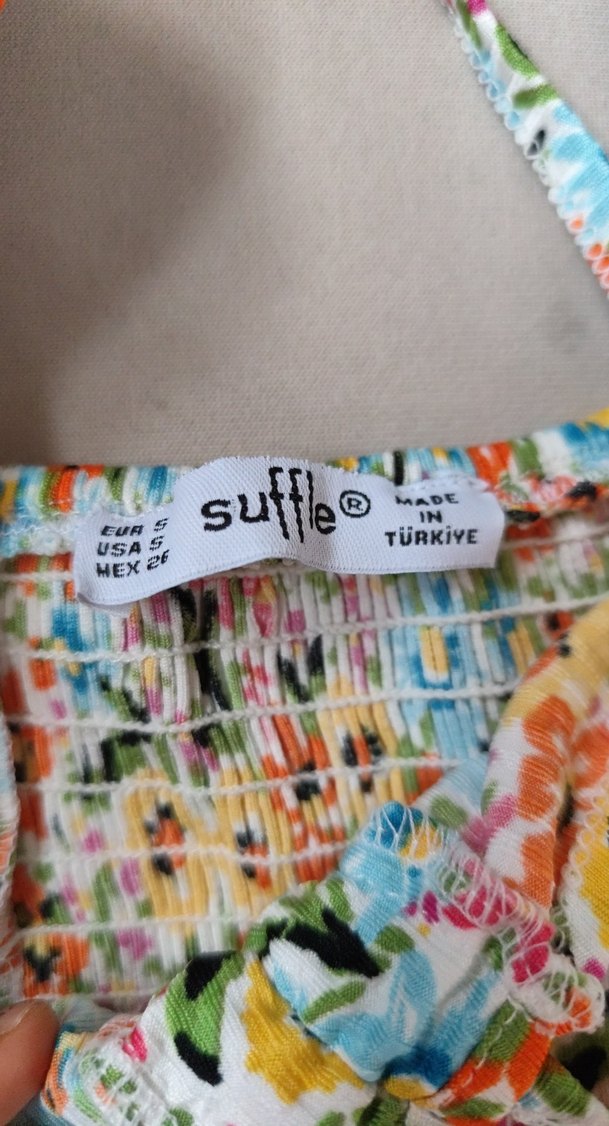 EUR S
USA S
MEX 26
suffle®
MADE
IN
TÜRKİYE